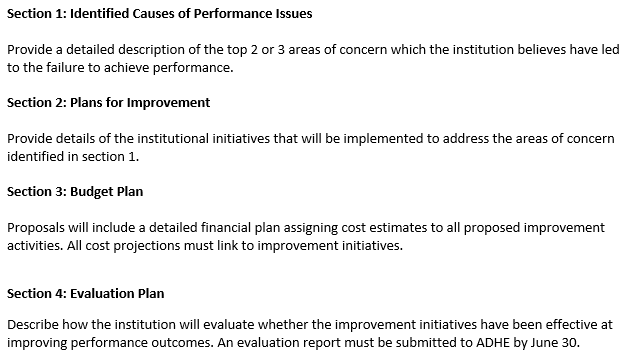 Section 1: Identified Causes of Performance Issues
Provide a detailed description of the top 2 or 3 areas of concern which the institution believes have led
to the failure to achieve performance.
Section 2: Plans for Improvement
Provide details of the institutional initiatives that will be implemented to address the areas of concern
identified in section 1.
Section 3: Budget Plan
Proposals will include a detailed financial plan assigning cost estimates to all proposed improvement
activities. All cost projections must link to improvement initiatives.
Section 4: Evaluation Plan
Describe how the institution will evaluate whether the improvement initiatives have been effective at
improving performance outcomes. An evaluation report must be submitted to ADHE by June 30.